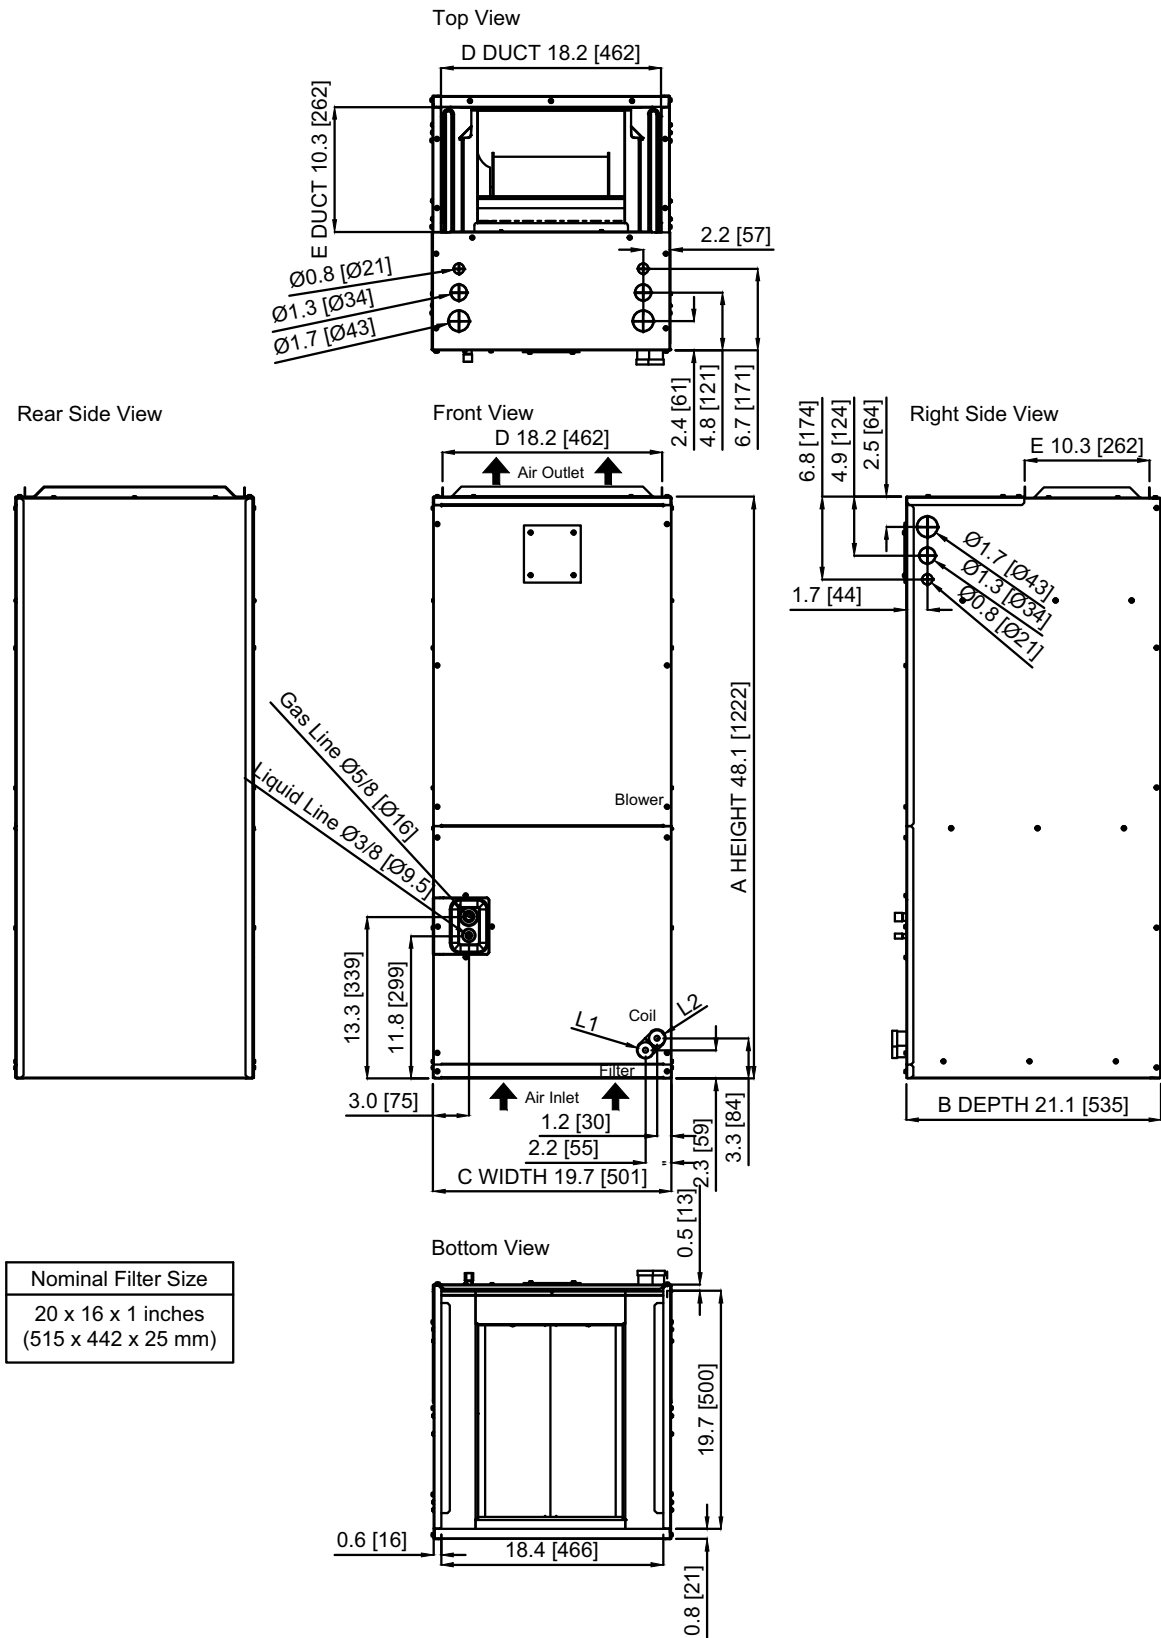 Top View
D DUCT 18.2 [462]
E DUCT 10.3 [262]
2.2 [57]
Ø0.8 [Ø21]
Ø1.3 [Ø34]
Ø1.7 [Ø43]
2.4 [61]
4.8 [121]
6.7 [171]
Rear Side View
Front View
D 18.2 [462]
Air Outlet
Gas Line Ø5/8 [Ø16]
Liquid Line Ø3/8 [Ø9.5]
Blower
A HEIGHT 48.1 [1222]
13.3 [339]
11.8 [299]
Coil
L1
L2
Filter
3.0 [75]
Air Inlet
1.2 [30]
2.2 [55]
2.3 [59]
3.3 [84]
C WIDTH 19.7 [501]
Right Side View
6.8 [174]
4.9 [124]
2.5 [64]
E 10.3 [262]
Ø1.7 [Ø43]
Ø1.3 [Ø34]
Ø0.8 [Ø21]
1.7 [44]
B DEPTH 21.1 [535]
Bottom View
0.5 [13]
19.7 [500]
0.6 [16]
18.4 [466]
0.8 [21]
Nominal Filter Size
20 x 16 x 1 inches
(515 x 442 x 25 mm)